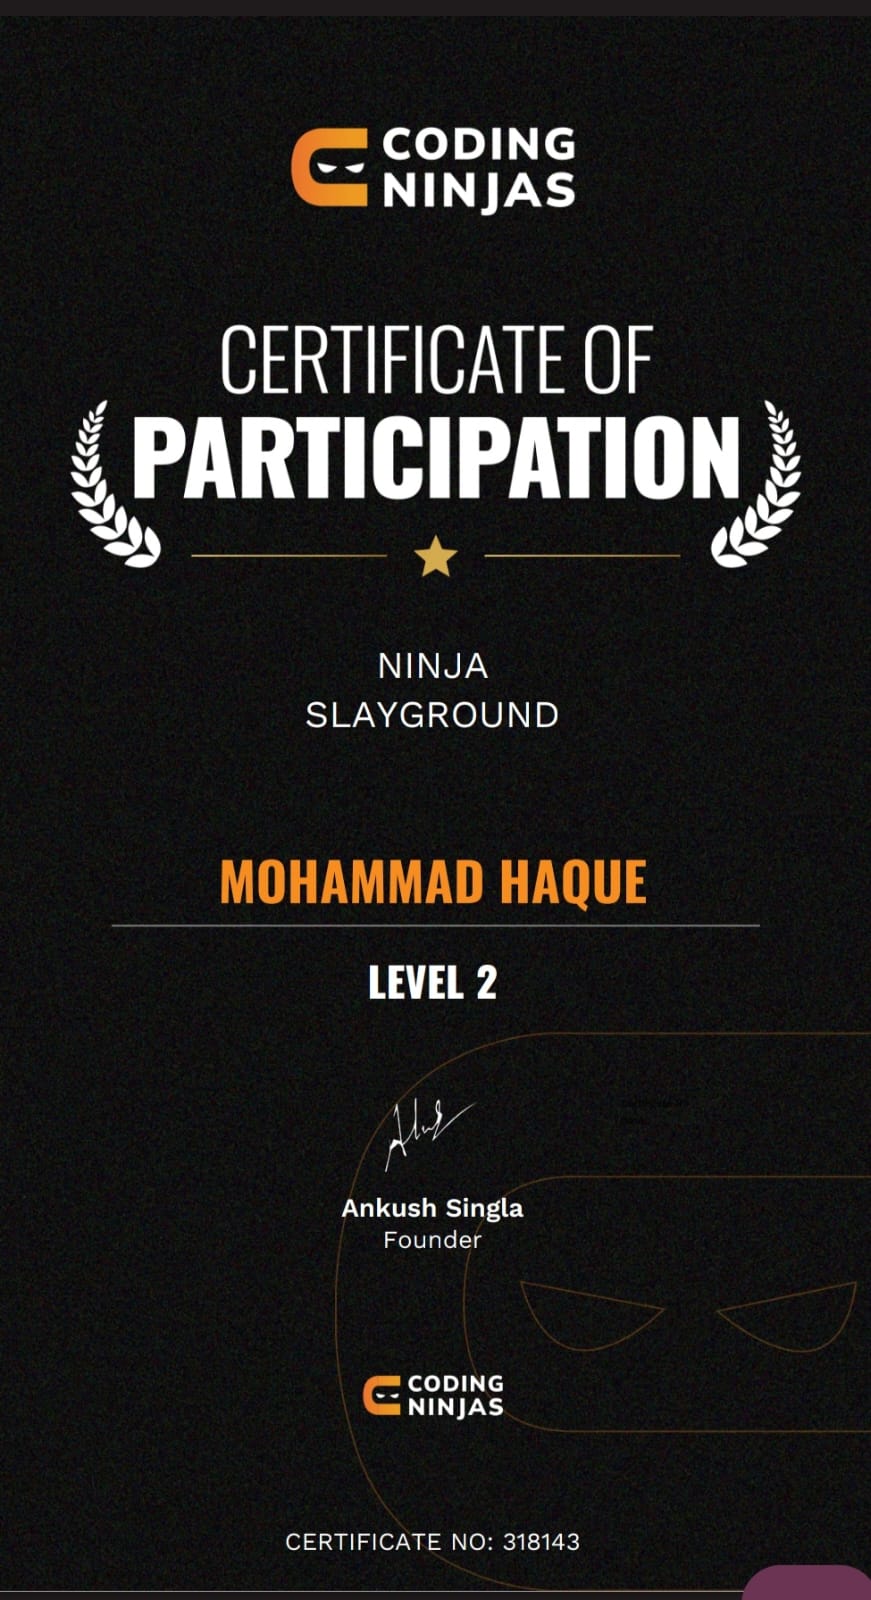 CODING
NINJAS
CERTIFICATE OF
PARTICIPATION
NINJA
SLAYGROUND
MOHAMMAD HAQUE
LEVEL 2
Ankush Singla
Founder
CODING
NINJAS
CERTIFICATE NO: 318143